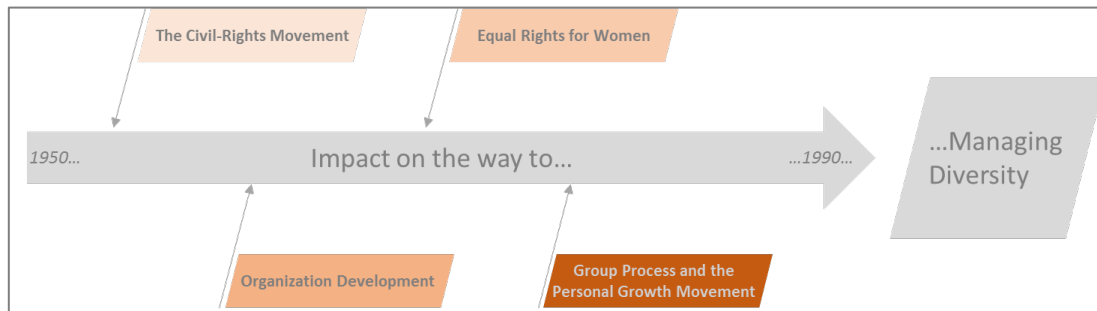 The Civil-Rights Movement
Equal Rights for Women
1950...
Impact on the way to...
...1990...
...Managing
Diversity
Organization Development
Group Process and the
Personal Growth Movement